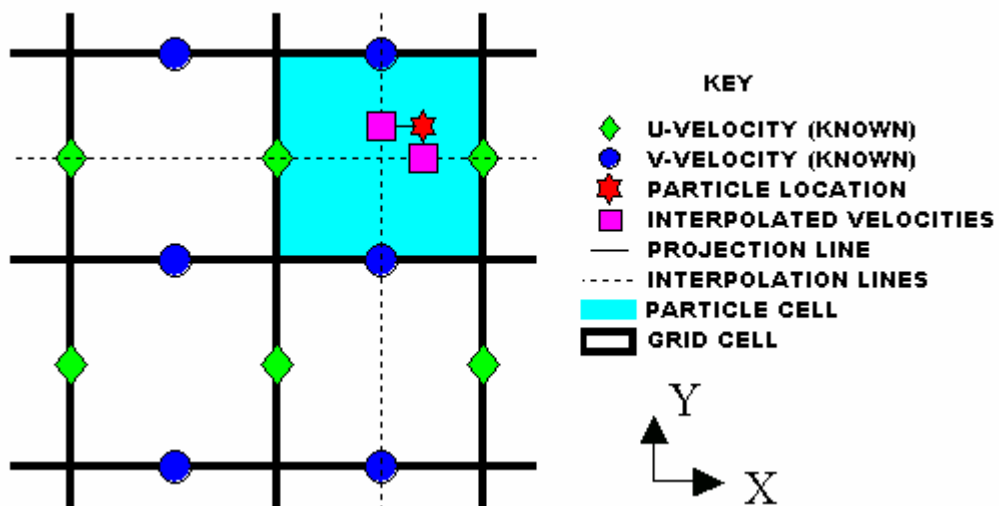 KEY
U-VELOCITY (KNOWN)
V-VELOCITY (KNOWN)
PARTICLE LOCATION
INTERPOLATED VELOCITIES
PROJECTION LINE
INTERPOLATION LINES
PARTICLE CELL
GRID CELL
Y
X